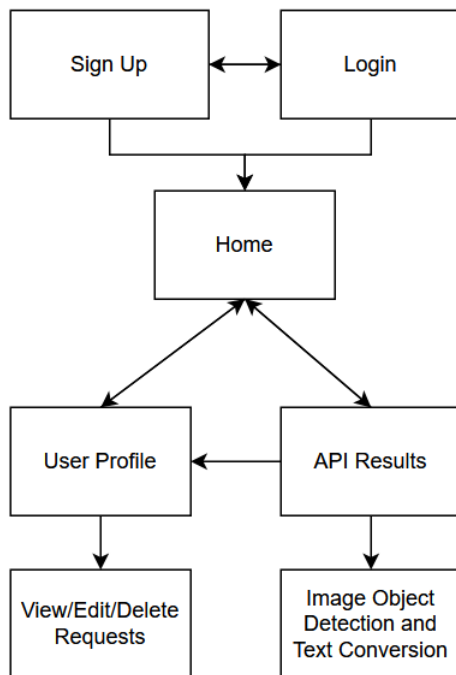 Sign Up
Login
Home
User Profile
API Results
View/Edit/Delete
Requests
Image Object
Detection and
Text Conversion